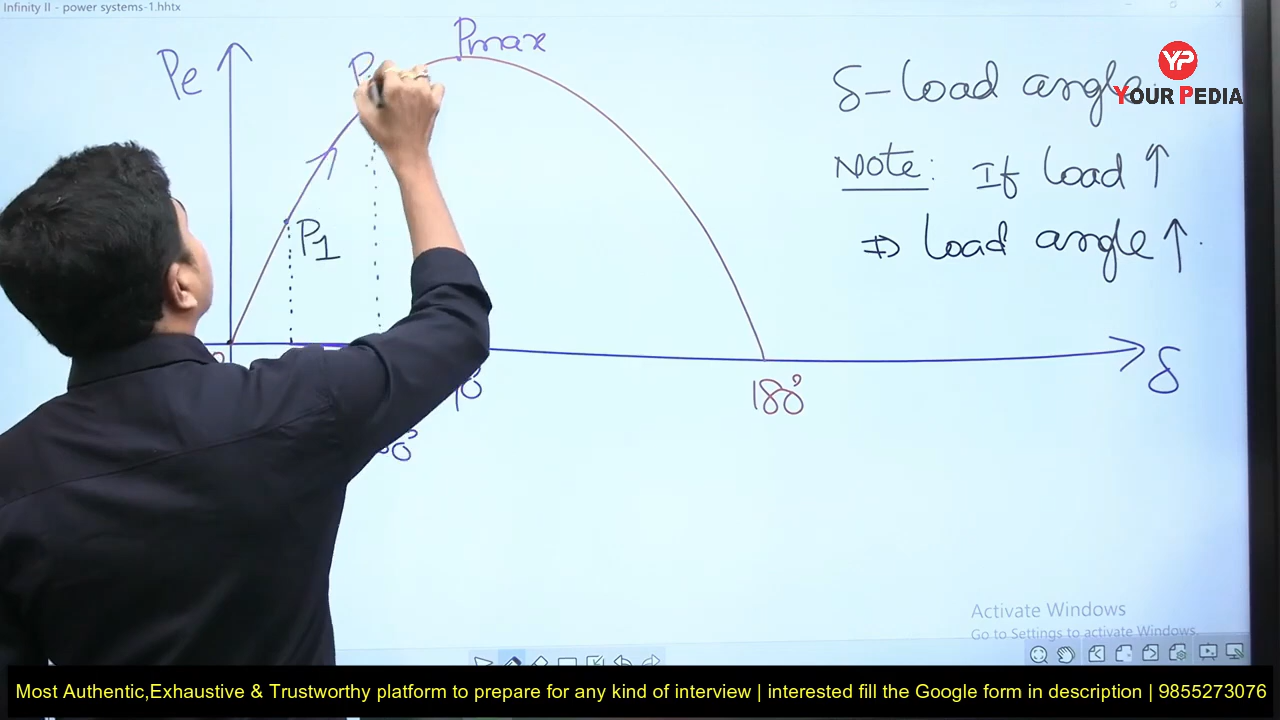 Infinity II - power systems-1.hhtx
Pmax
Pe
P
δ - Load angle.
YP
YOUR PEDIA
Note: If Load ↑
⇒ Load angle ↑.
P1
δ
180°
Activate Windows
Go to Settings to activate Windows.
Most Authentic,Exhaustive & Trustworthy platform to prepare for any kind of interview | interested fill the Google form in description | 9855273076